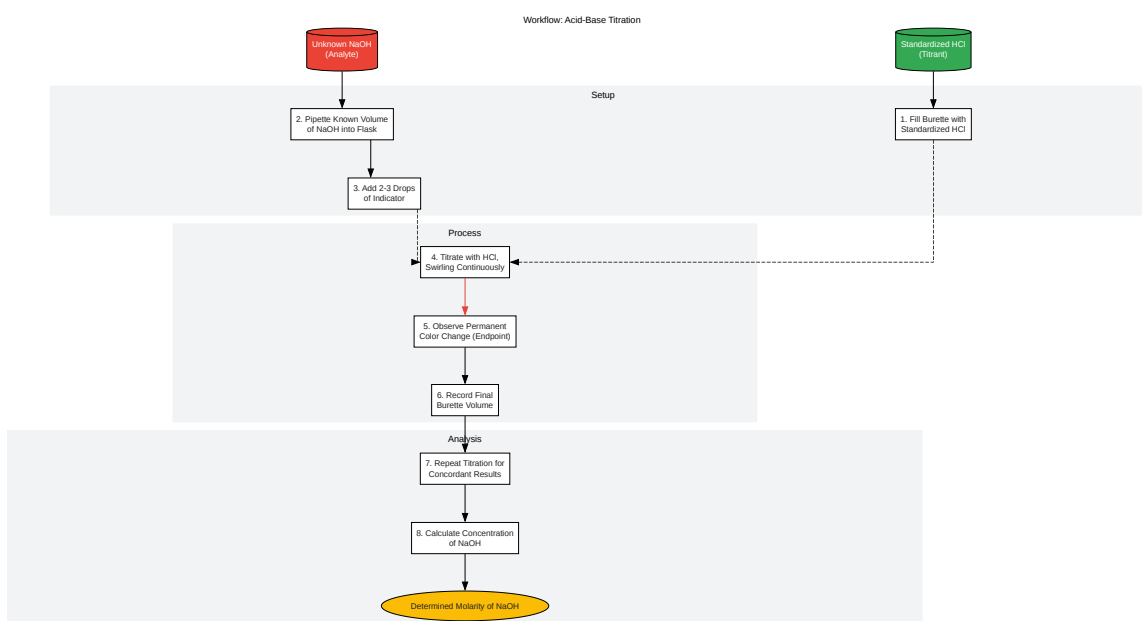 Workflow: Acid-Base Titration
Unknown NaOH
(Analyte)
Standardized HCl
(Titrant)
Setup
2. Pipette Known Volume
of NaOH into Flask
1. Fill Burette with
Standardized HCl
3. Add 2-3 Drops
of Indicator
Process
4. Titrate with HCl,
Swirling Continuously
5. Observe Permanent
Color Change (Endpoint)
6. Record Final
Burette Volume
Analysis
7. Repeat Titration for
Concordant Results
8. Calculate Concentration
of NaOH
Determined Molarity of NaOH